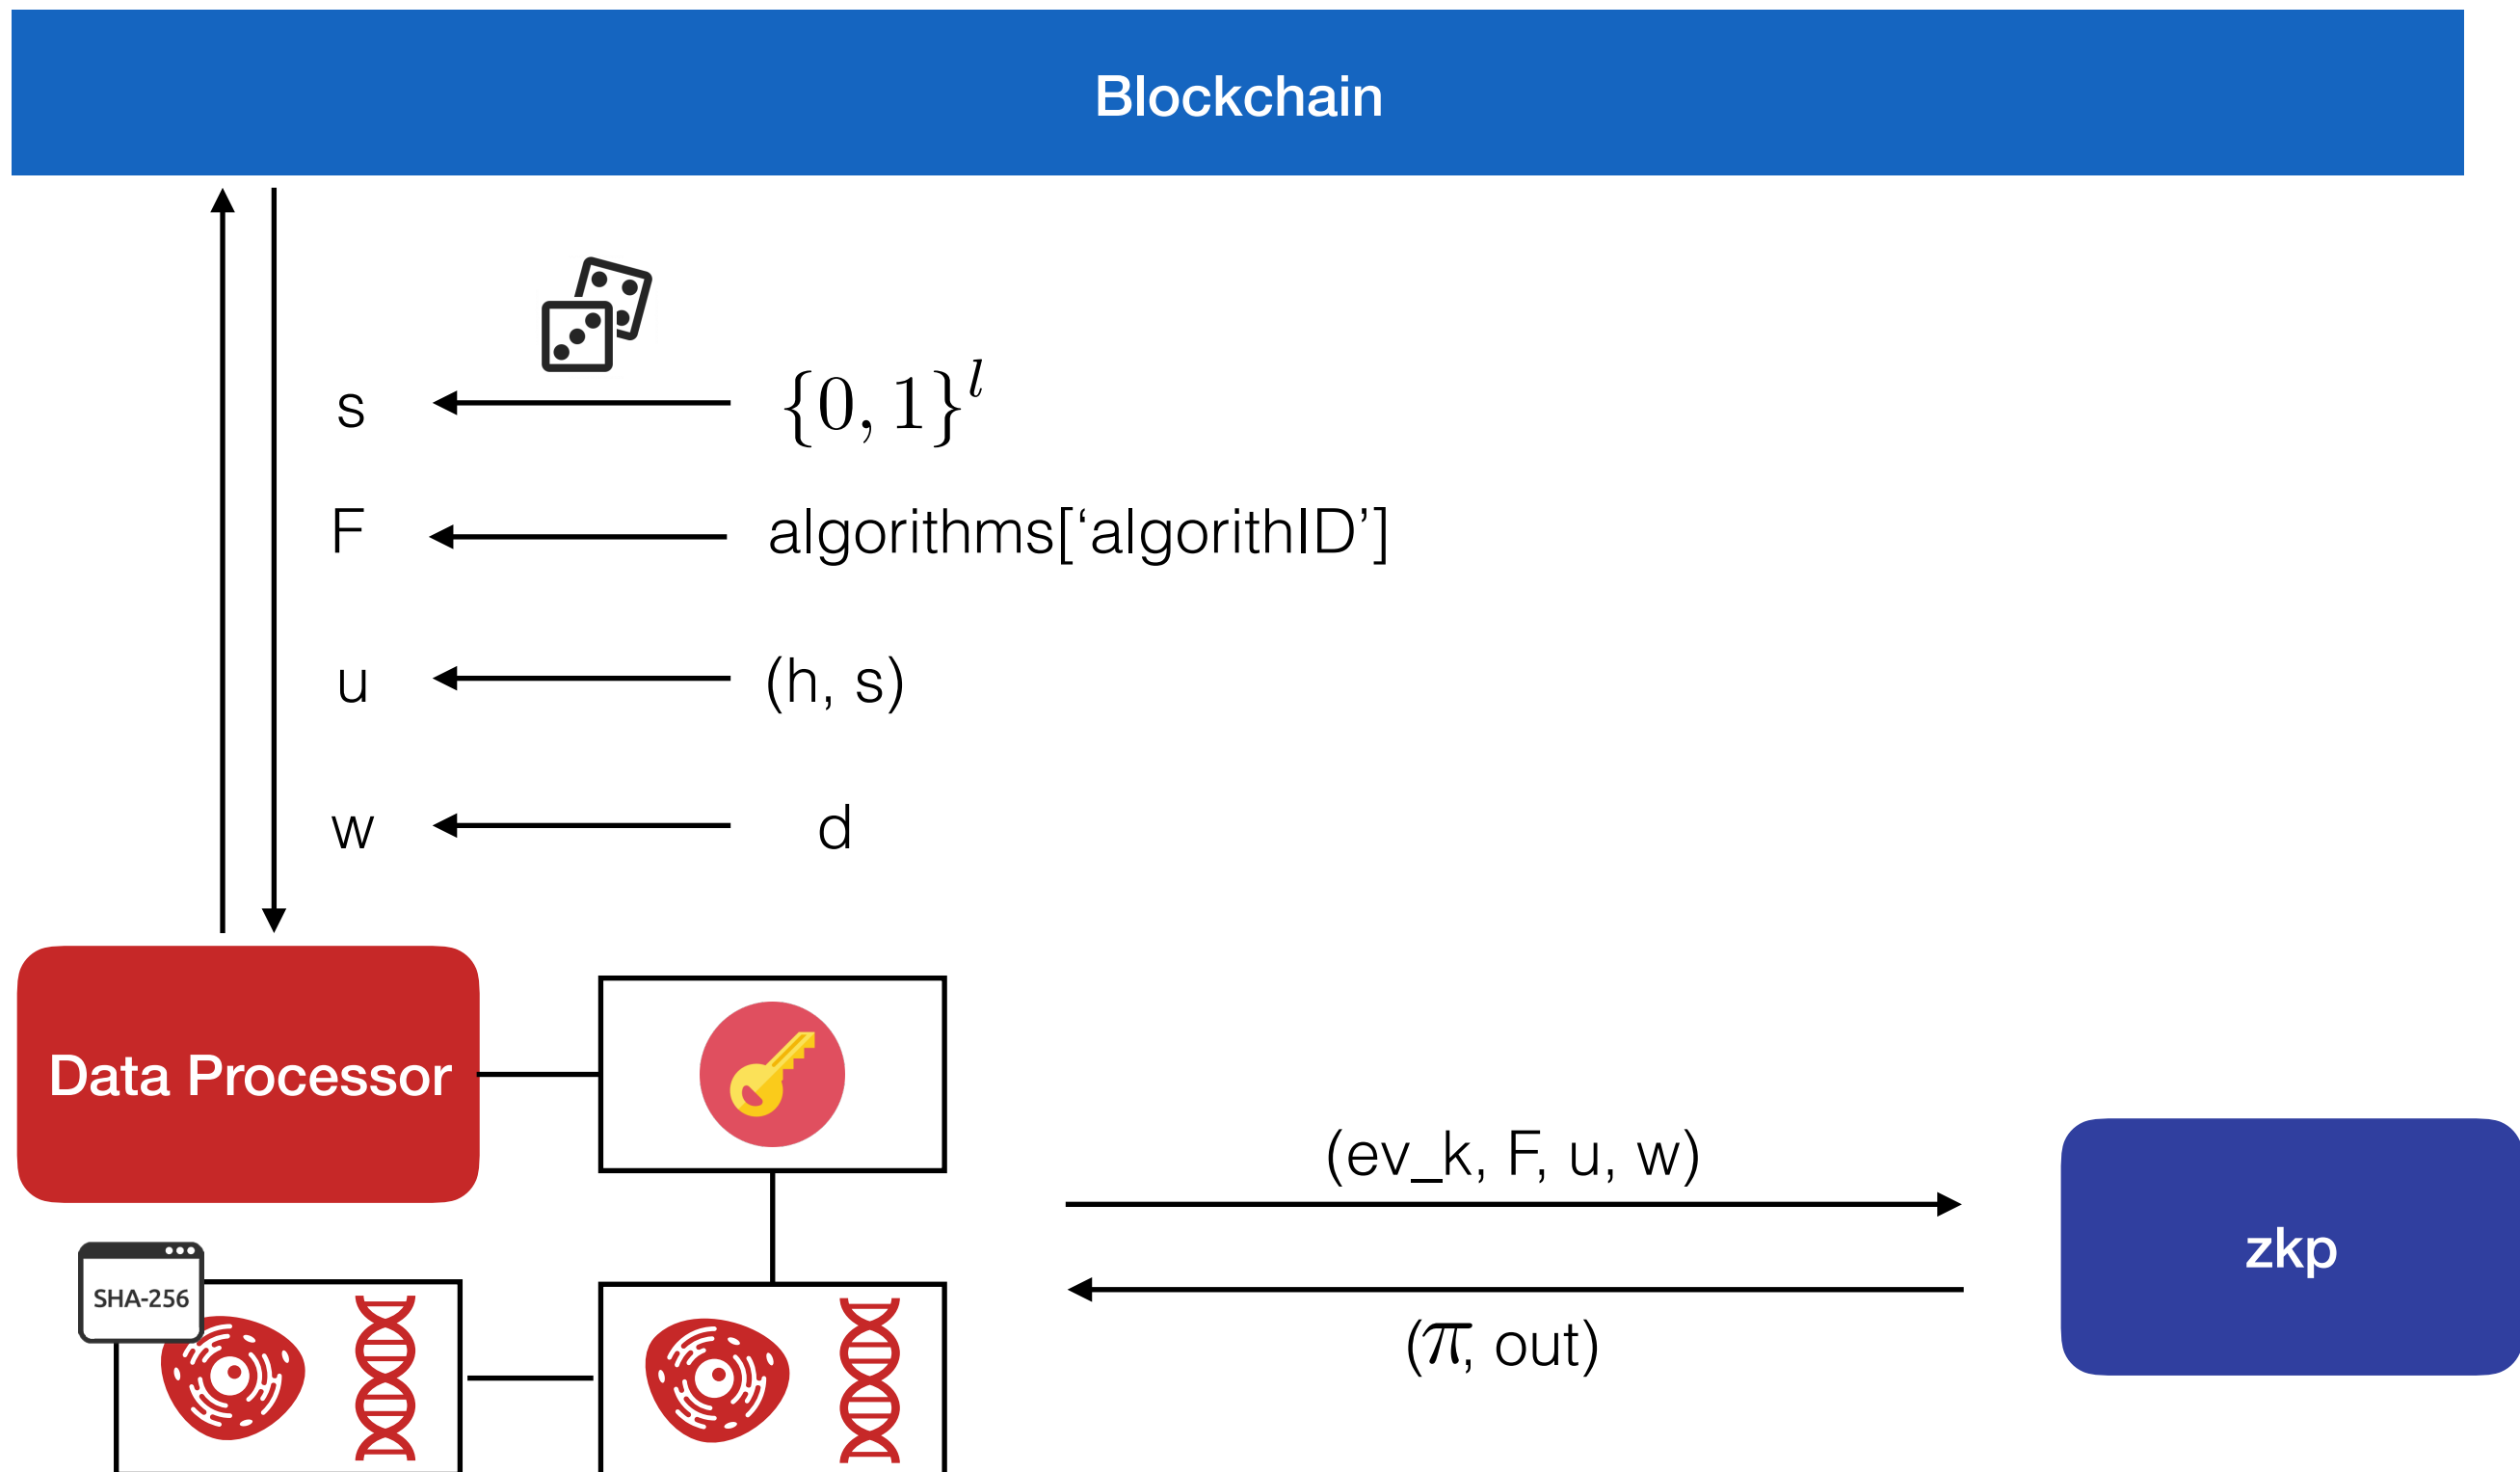 Blockchain
s {0, 1}^l
F algorithms[‘algorithID’]
u (h, s)
w d
Data Processor
(ev_k, F, u, w)
zkp
SHA-256
(π, out)